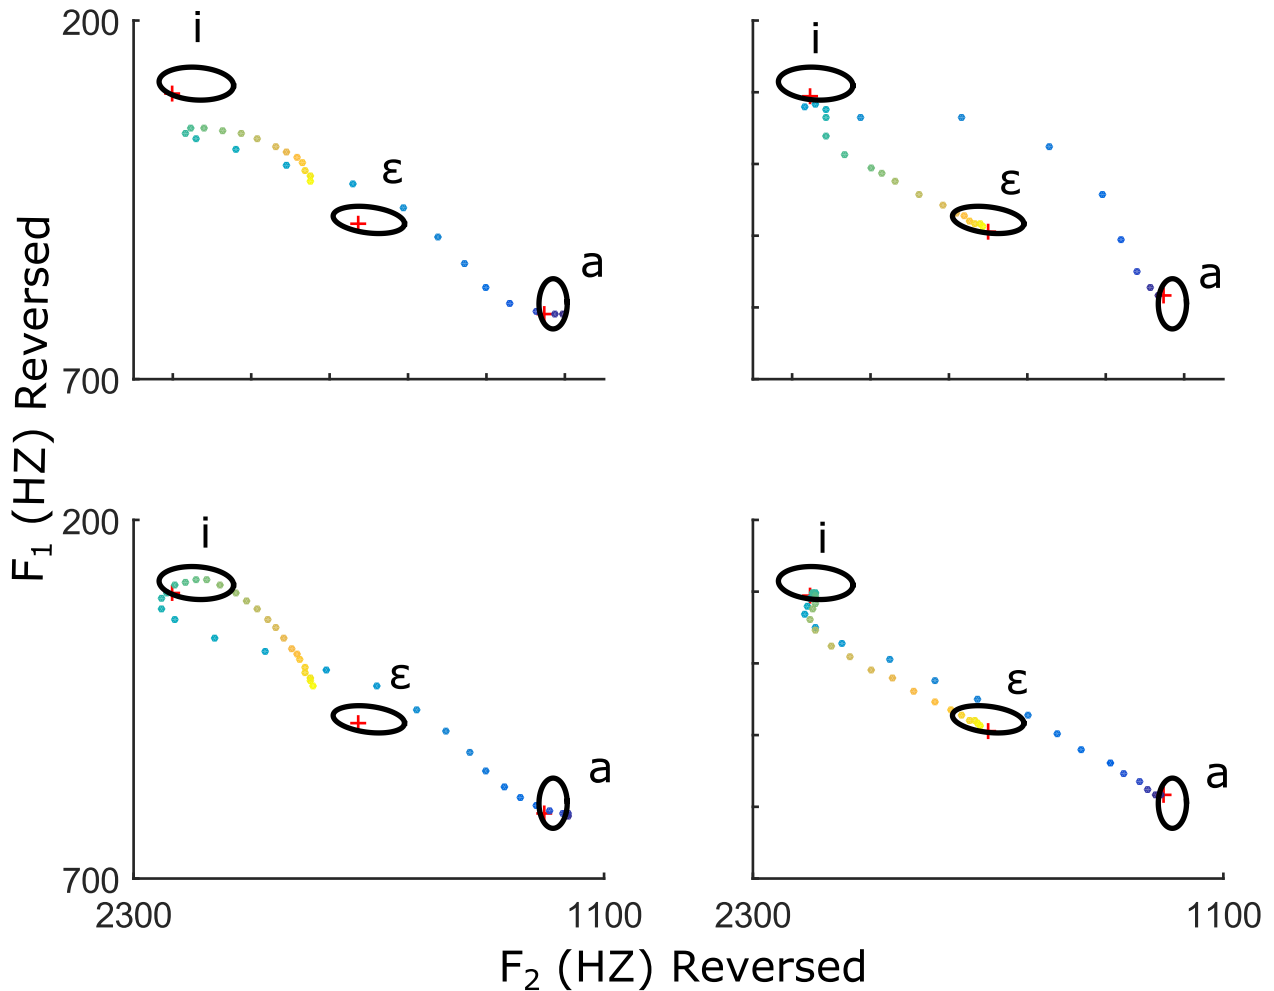 200
i
ε
a
700
i
ε
a
200
i
ε
a
700
2300
1100
i
ε
a
2300
1100
F₁ (HZ) Reversed
F₂ (HZ) Reversed